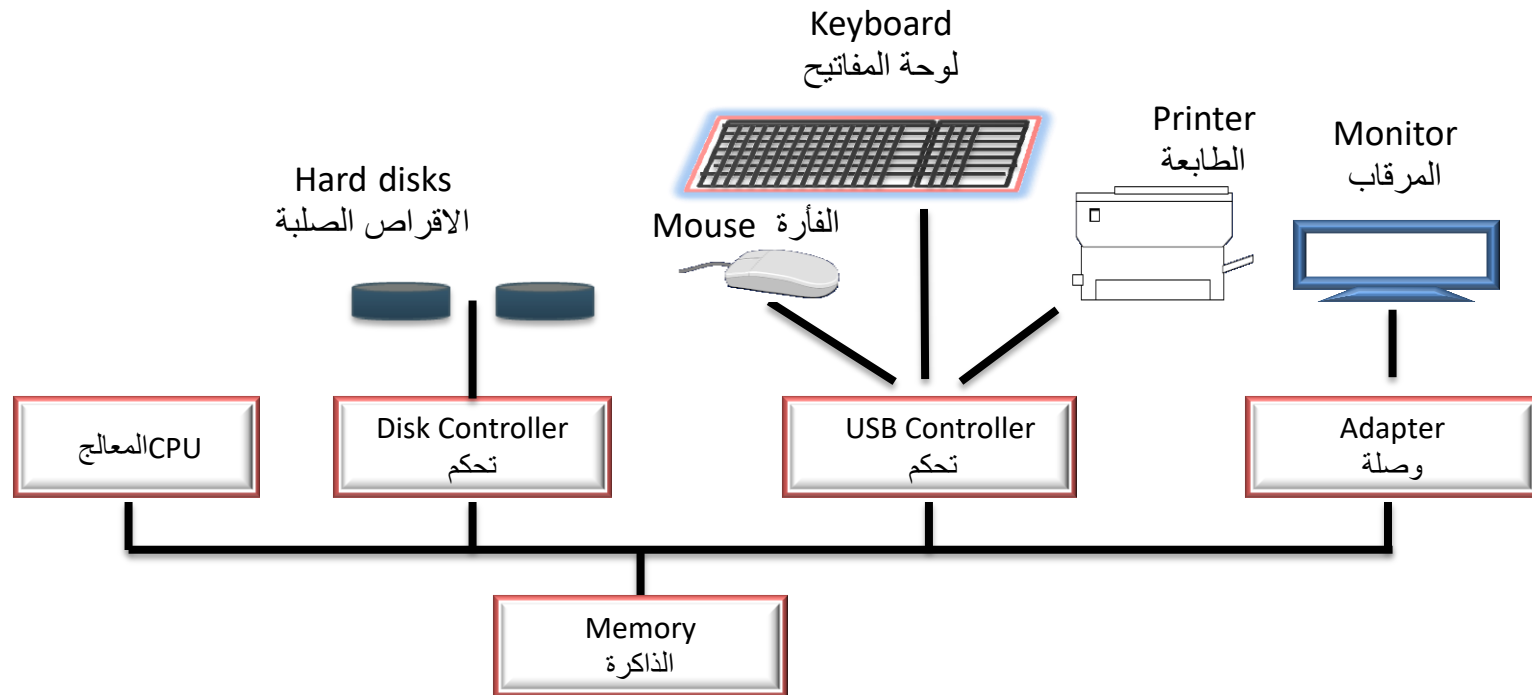 Keyboard
لوحة المفاتيح
Printer
الطابعة
Monitor
المرقاب
Hard disks
الاقراص الصلبة
Mouse الفأرة
CPUالمعالج
Disk Controller
تحكم
USB Controller
تحكم
Adapter
وصلة
Memory
الذاكرة